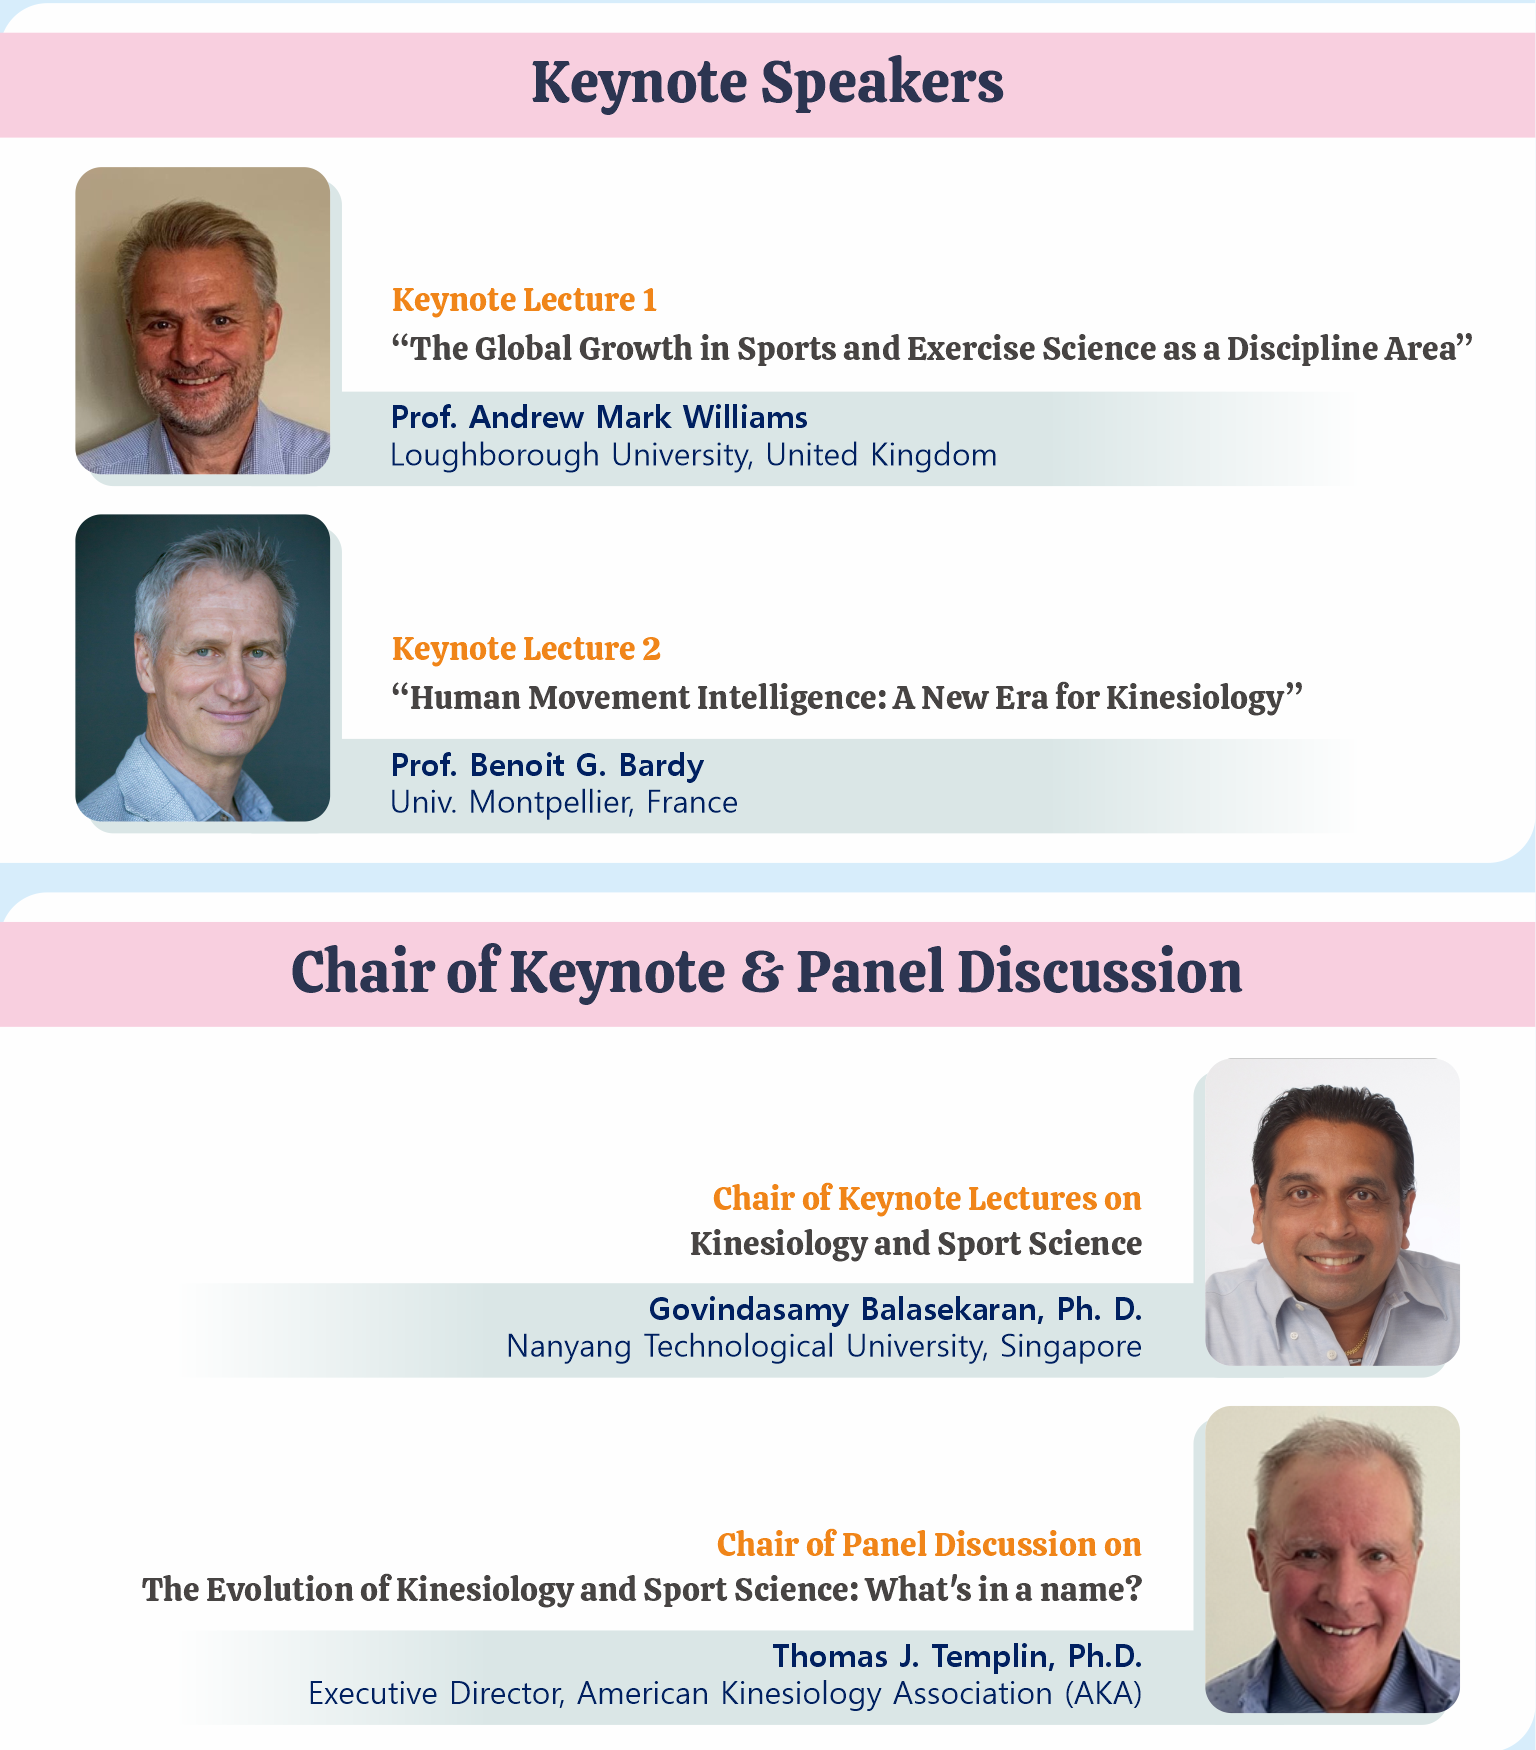 Keynote Speakers
Keynote Lecture 1
“The Global Growth in Sports and Exercise Science as a Discipline Area”
Prof. Andrew Mark Williams
Loughborough University, United Kingdom
Keynote Lecture 2
“Human Movement Intelligence: A New Era for Kinesiology”
Prof. Benoit G. Bardy
Univ. Montpellier, France
Chair of Keynote & Panel Discussion
Chair of Keynote Lectures on
Kinesiology and Sport Science
Govindasamy Balasekaran, Ph. D.
Nanyang Technological University, Singapore
Chair of Panel Discussion on
The Evolution of Kinesiology and Sport Science: What's in a name?
Thomas J. Templin, Ph.D.
Executive Director, American Kinesiology Association (AKA)